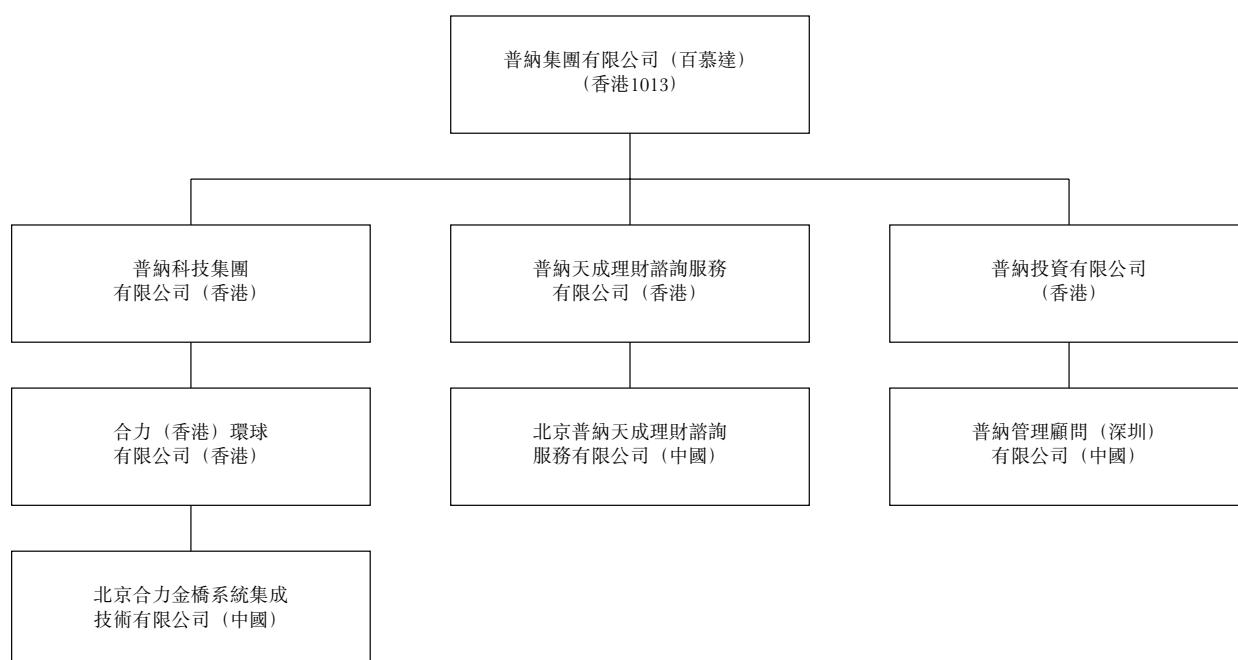 普納集團有限公司（百慕達）
（香港1013）
普納科技集團
有限公司（香港）
普納天成理財諮詢服務
有限公司（香港）
普納投資有限公司
（香港）
合力（香港）環球
有限公司（香港）
北京普納天成理財諮詢
服務有限公司（中國）
普納管理顧問（深圳）
有限公司（中國）
北京合力金橋系統集成
技術有限公司（中國）